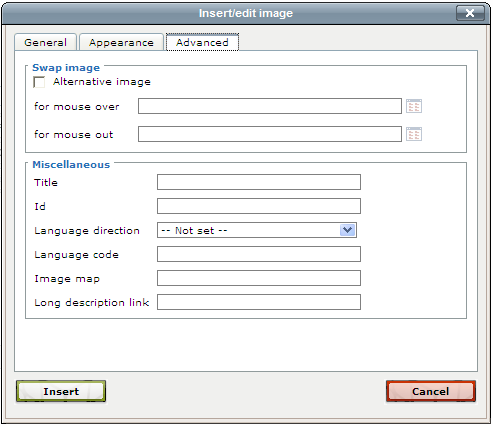 Insert/edit image
General Appearance Advanced
Swap image
Alternative image
for mouse over
for mouse out
Miscellaneous
Title
Id
Language direction -- Not set --
Language code
Image map
Long description link
Insert Cancel